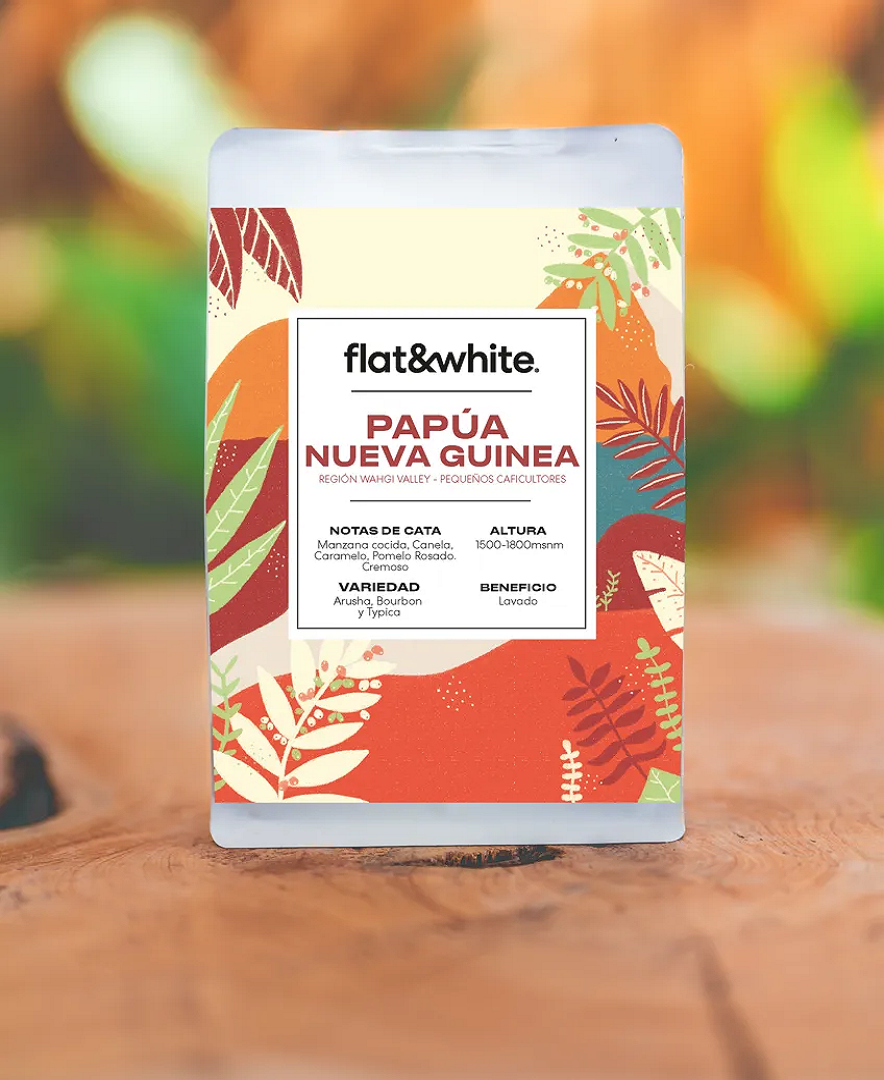 flat&white.
PAPÚA
NUEVA GUINEA
REGIÓN WAHGI VALLEY - PEQUEÑOS CAFICULTORES
NOTAS DE CATA
Manzana cocida, Canela,
Caramelo, Pomelo Rosado.
Cremoso
ALTURA
1500-1800msnm
VARIEDAD
Arusha, Bourbon
y Typica
BENEFICIO
Lavado